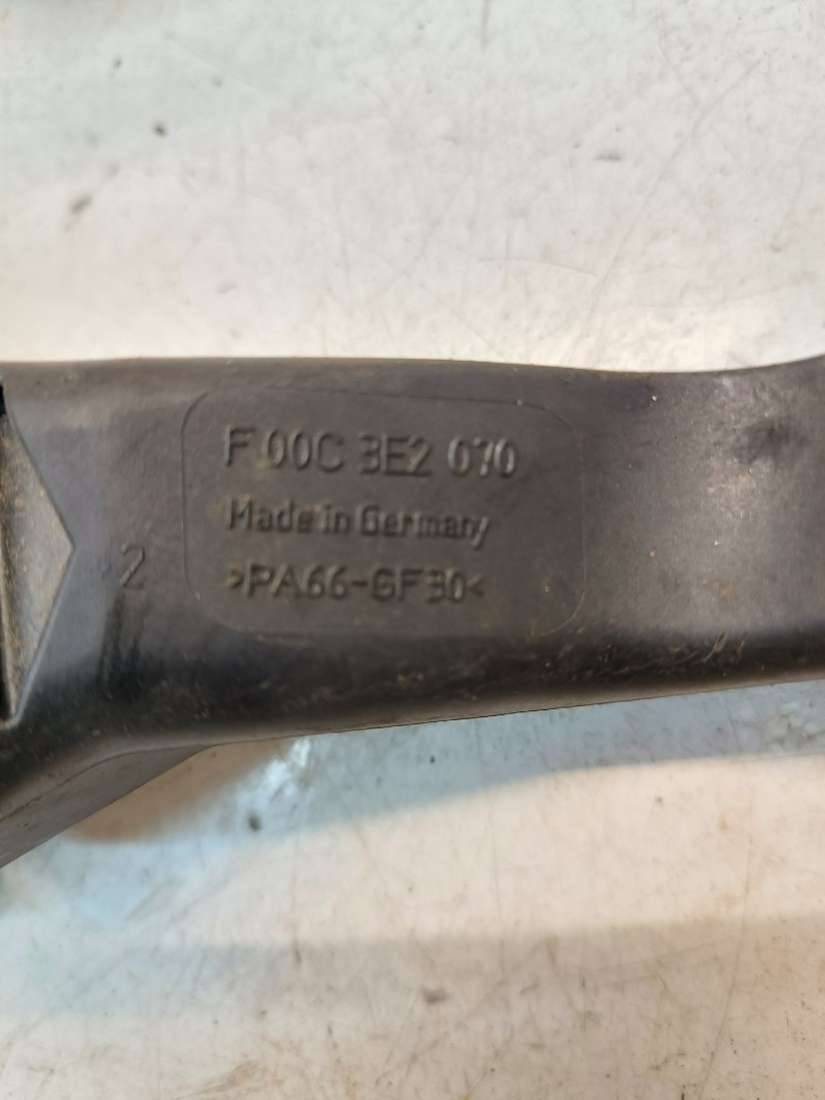 F 00C 3E2 070
Made in Germany
>PA66-GF30<
2